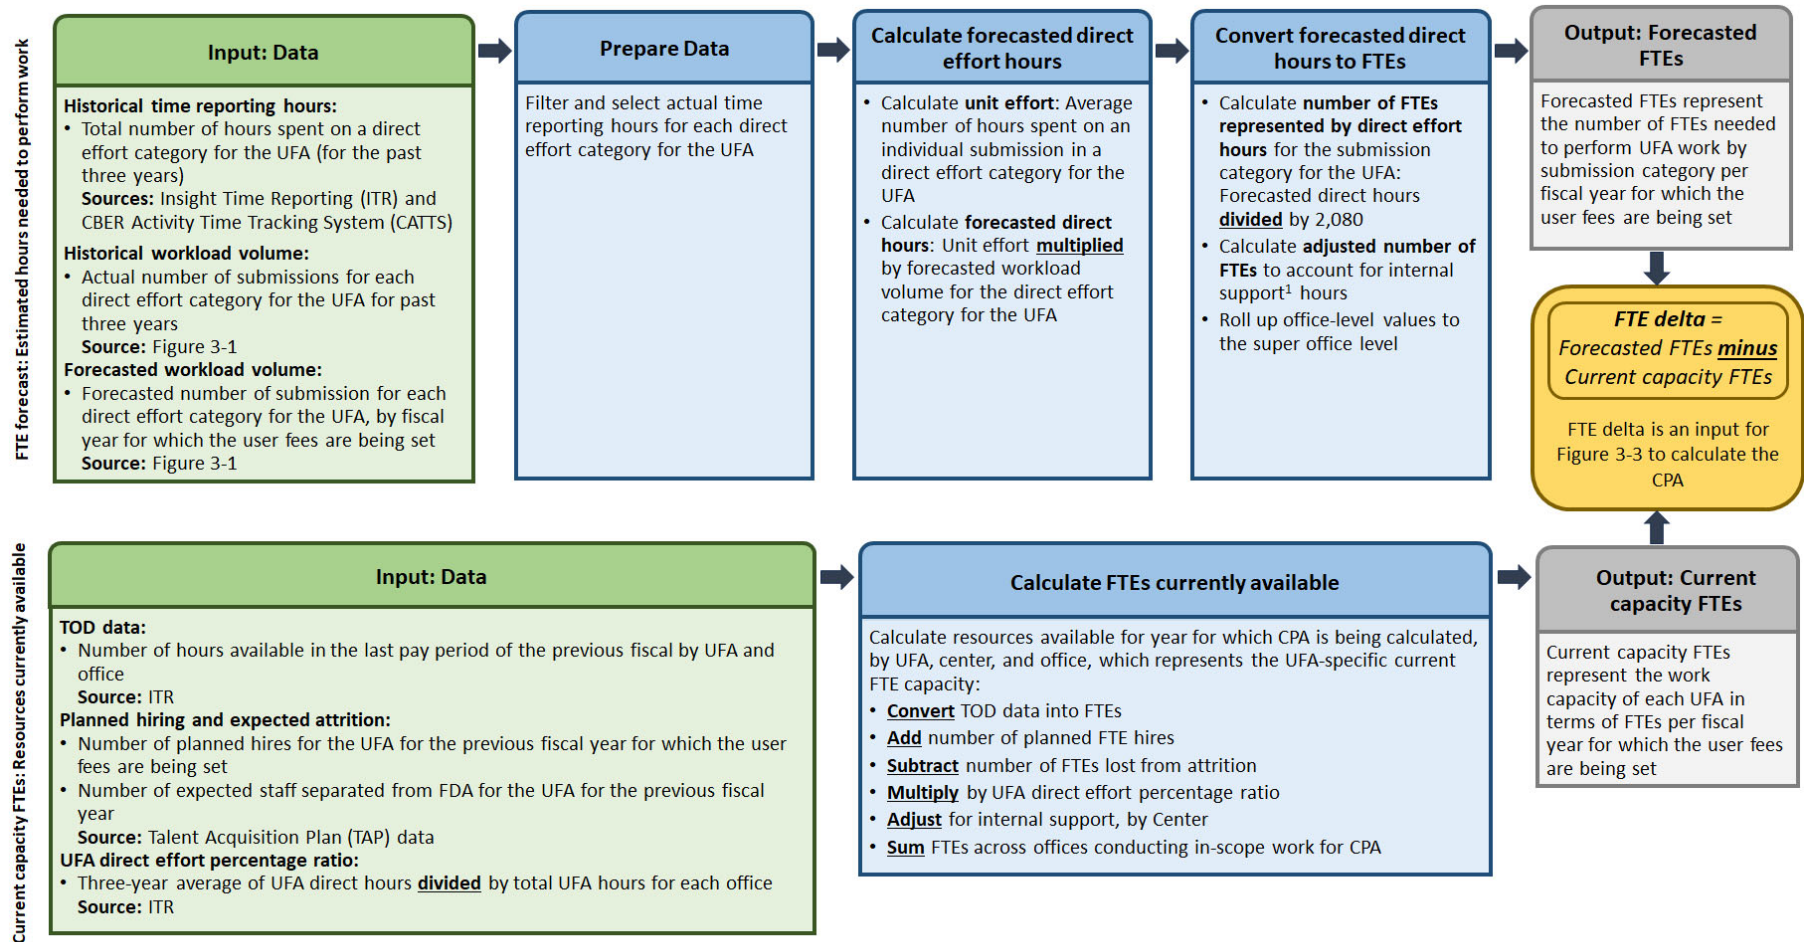 FTE forecast: Estimated hours needed to perform work
Input: Data
Historical time reporting hours:
• Total number of hours spent on a direct
effort category for the UFA (for the past
three years)
Sources: Insight Time Reporting (ITR) and
CBER Activity Time Tracking System (CATTS)
Historical workload volume:
• Actual number of submissions for each
direct effort category for the UFA for past
three years
Source: Figure 3-1
Forecasted workload volume:
• Forecasted number of submission for each
direct effort category for the UFA, by fiscal
year for which the user fees are being set
Source: Figure 3-1
Prepare Data
Filter and select actual time
reporting hours for each direct
effort category for the UFA
Calculate forecasted direct
effort hours
• Calculate unit effort: Average
number of hours spent on an
individual submission in a
direct effort category for the
UFA
• Calculate forecasted direct
hours: Unit effort multiplied
by forecasted workload
volume for the direct effort
category for the UFA
Convert forecasted direct
hours to FTEs
• Calculate number of FTEs
represented by direct effort
hours for the submission
category for the UFA:
Forecasted direct hours
divided by 2,080
• Calculate adjusted number of
FTEs to account for internal
support1 hours
• Roll up office-level values to
the super office level
Output: Forecasted
FTEs
Forecasted FTEs represent
the number of FTEs needed
to perform UFA work by
submission category per
fiscal year for which the
user fees are being set
FTE delta =
Forecasted FTEs minus
Current capacity FTEs
FTE delta is an input for
Figure 3-3 to calculate the
CPA
Current capacity FTEs: Resources currently available
Input: Data
TOD data:
• Number of hours available in the last pay period of the previous fiscal by UFA and
office
Source: ITR
Planned hiring and expected attrition:
• Number of planned hires for the UFA for the previous fiscal year for which the user
fees are being set
• Number of expected staff separated from FDA for the UFA for the previous fiscal
year
Source: Talent Acquisition Plan (TAP) data
UFA direct effort percentage ratio:
• Three-year average of UFA direct hours divided by total UFA hours for each office
Source: ITR
Calculate FTEs currently available
Calculate resources available for year for which CPA is being calculated,
by UFA, center, and office, which represents the UFA-specific current
FTE capacity:
• Convert TOD data into FTEs
• Add number of planned FTE hires
• Subtract number of FTEs lost from attrition
• Multiply by UFA direct effort percentage ratio
• Adjust for internal support, by Center
• Sum FTEs across offices conducting in-scope work for CPA
Output: Current
capacity FTEs
Current capacity FTEs
represent the work
capacity of each UFA in
terms of FTEs per fiscal
year for which the user fees
are being set